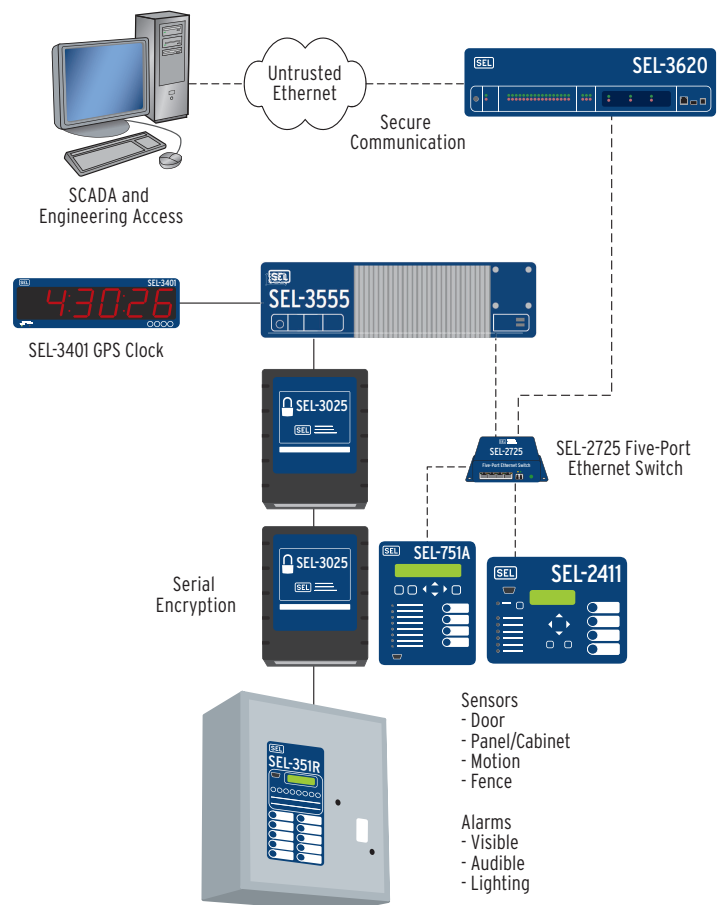 SEL
SEL-3620
Untrusted
Ethernet
Secure
Communication
SCADA and
Engineering Access
SEL
SEL-3401
4:30:26
SEL-3401 GPS Clock
SEL
SEL-3555
SEL-3025
SEL
SEL-2725
Five-Port Ethernet Switch
SEL-2725 Five-Port
Ethernet Switch
SEL-3025
SEL
Serial
Encryption
SEL
SEL-751A
SEL
SEL-2411
SEL
SEL-351R
Sensors
- Door
- Panel/Cabinet
- Motion
- Fence
Alarms
- Visible
- Audible
- Lighting